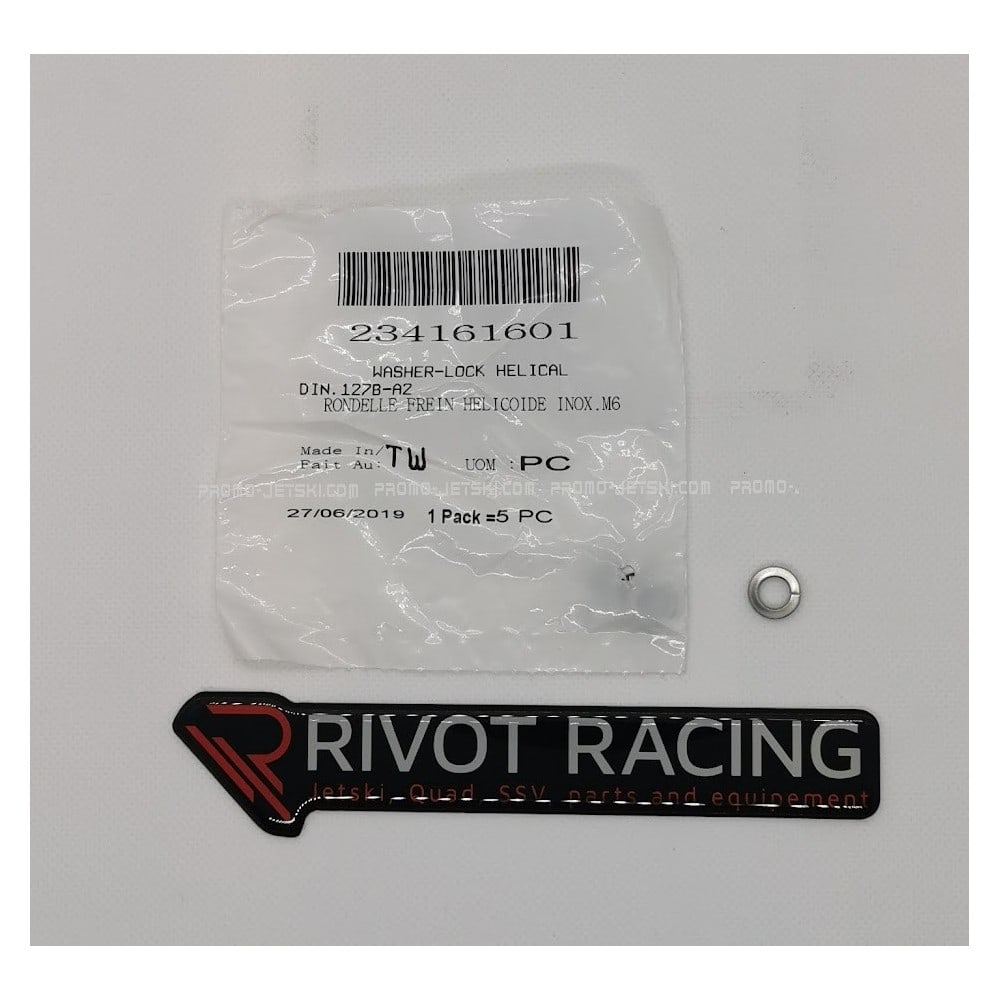 234161601
WASHER-LOCK HELICAL
DIN.127B-A2
RONDELLE FREIN HELICOIDE INOX.M6
Made In/
Fait Au: TW UOM : PC
PROMO-JETSKI.COM PROMO-JETSKI.COM PROMO-JETSKI.COM PROMO-.
27/06/2019 1 Pack =5 PC
RIVOT RACING
Jetski, Quad, SSV, parts and equipement